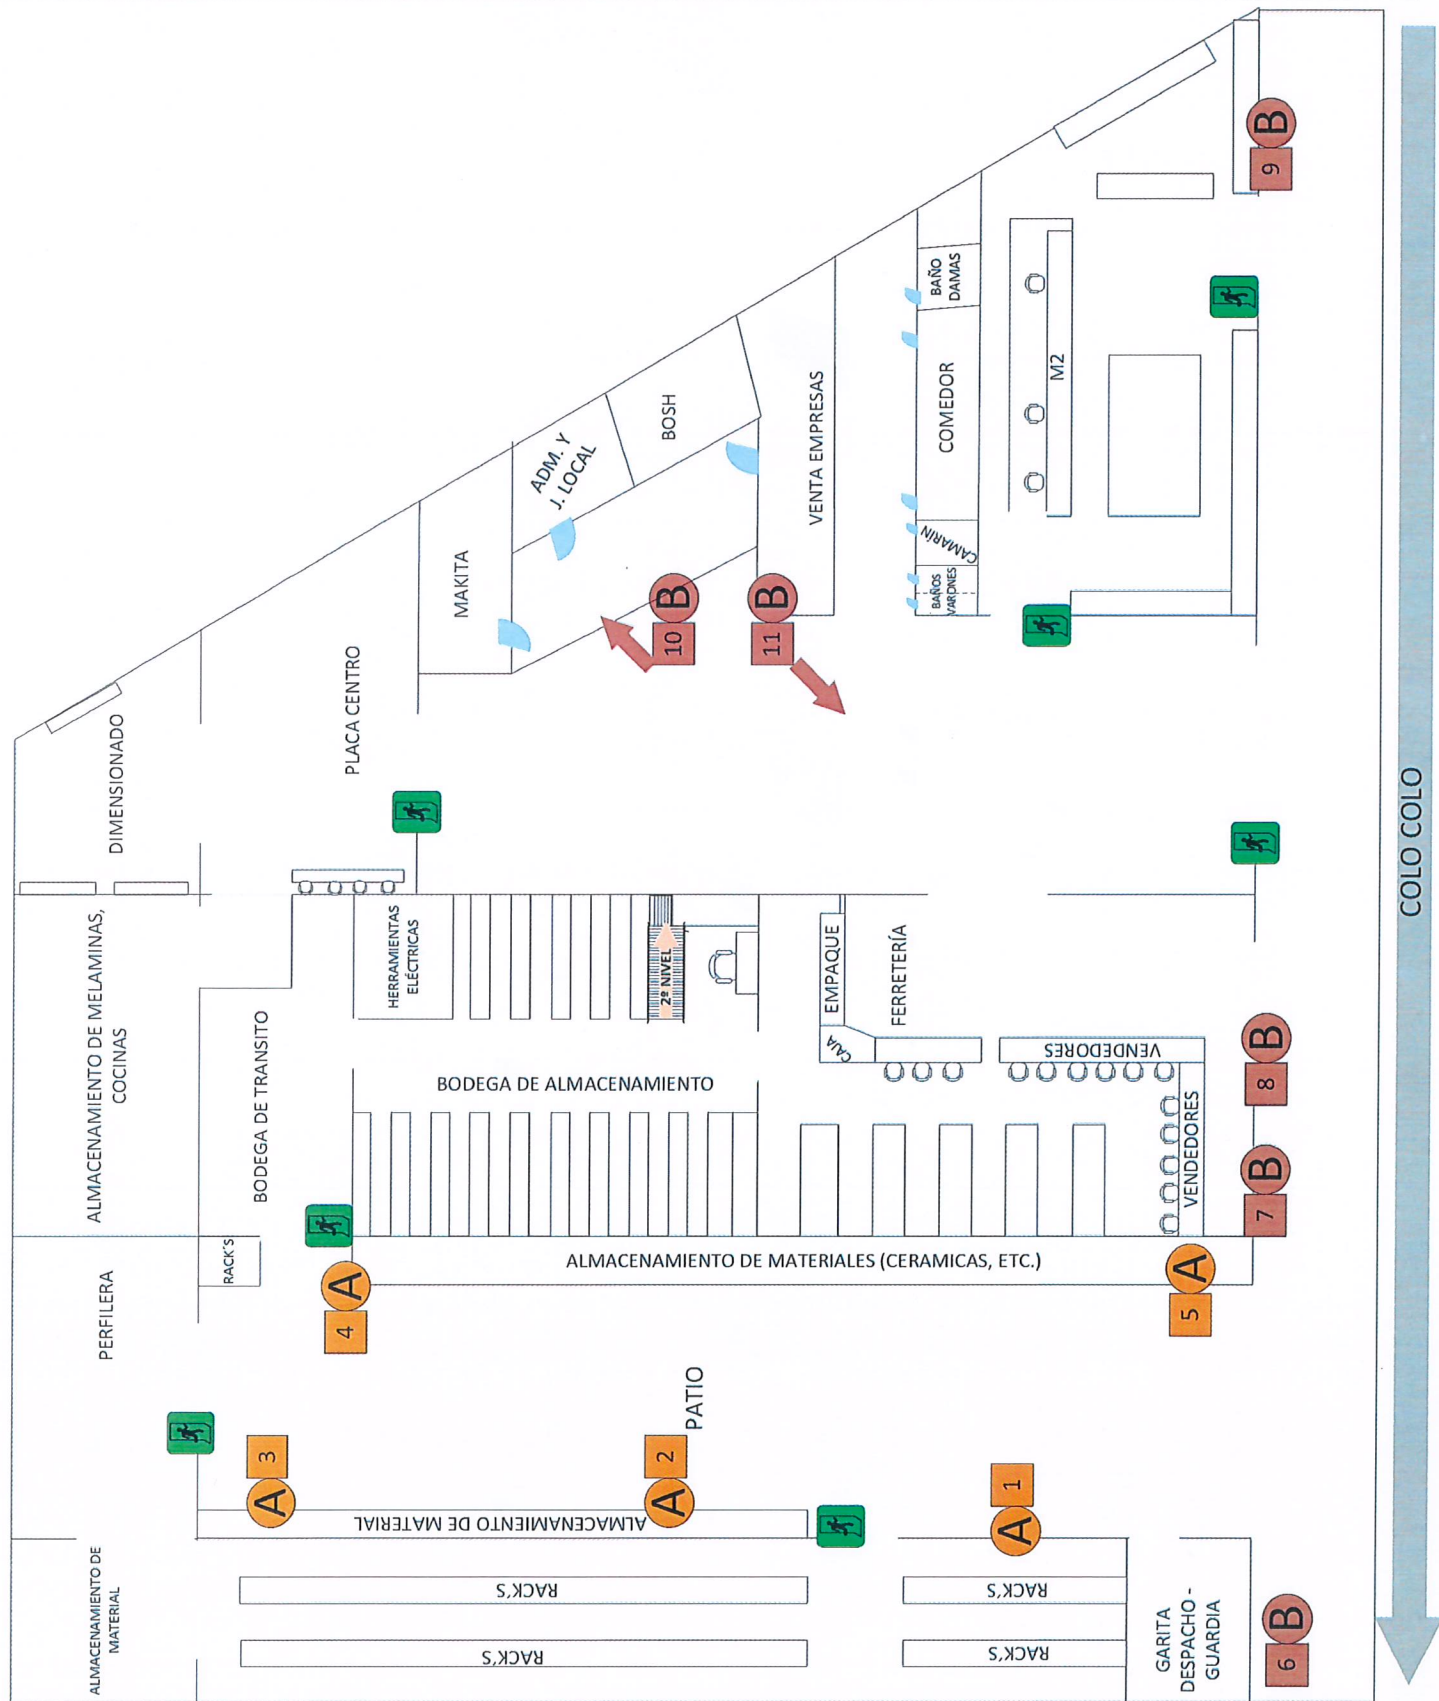 DIMENSIONADO
PLACA CENTRO
MAKITA
ADM. Y
J. LOCAL
BOSH
VENTA EMPRESAS
BAÑO
DAMAS
COMEDOR
CAMARÍN
BAÑOS
VARONES
M2
B
9
B
10
B
11
ALMACENAMIENTO DE MELAMINAS,
COCINAS
BODEGA DE TRANSITO
HERRAMIENTAS
ELÉCTRICAS
2º NIVEL
BODEGA DE ALMACENAMIENTO
EMPAQUE
CAJA
FERRETERÍA
VENDEDORES
VENDEDORES
B
8
B
7
PERFILERA
RACK'S
ALMACENAMIENTO DE MATERIALES (CERAMICAS, ETC.)
A
4
A
5
PATIO
3
A
2
A
1
A
ALMACENAMIENTO DE MATERIAL
ALMACENAMIENTO DE
MATERIAL
RACK'S
RACK'S
RACK'S
RACK'S
GARITA
DESPACHO -
GUARDIA
B
6
COLO COLO